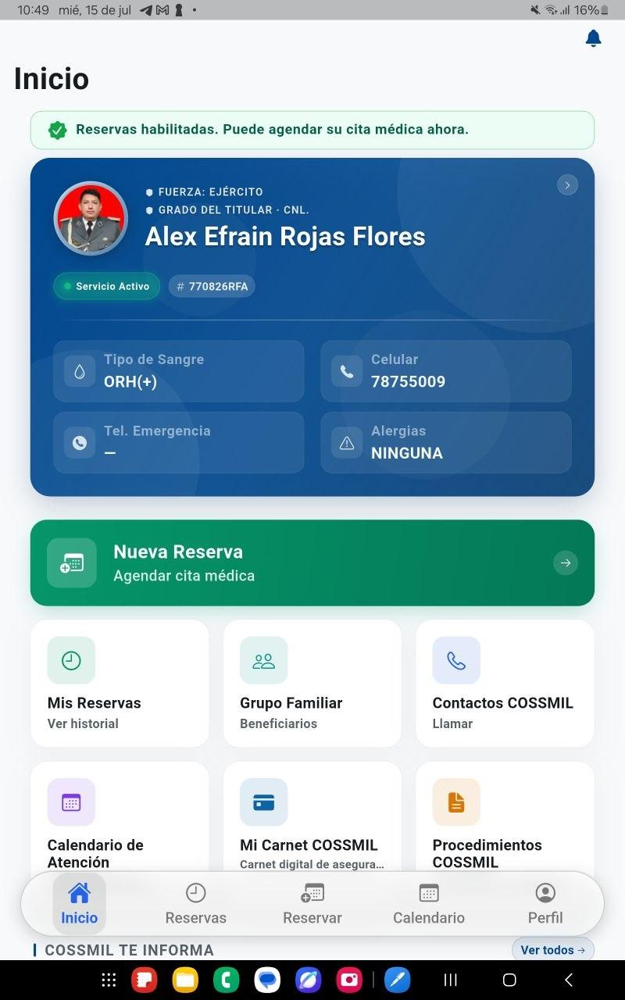 10:49 mié, 15 de jul
16%
Inicio
Reservas habilitadas. Puede agendar su cita médica ahora.
FUERZA: EJÉRCITO
GRADO DEL TITULAR · CNL.
Alex Efrain Rojas Flores
Servicio Activo
# 770826RFA
Tipo de Sangre
ORH(+)
Celular
78755009
Tel. Emergencia
—
Alergias
NINGUNA
Nueva Reserva
Agendar cita médica
Mis Reservas
Ver historial
Grupo Familiar
Beneficiarios
Contactos COSSMIL
Llamar
Calendario de
Atención
Mi Carnet COSSMIL
Carnet digital de asegura...
Procedimientos
COSSMIL
Inicio
Reservas
Reservar
Calendario
Perfil
COSSMIL TE INFORMA
Ver todos →